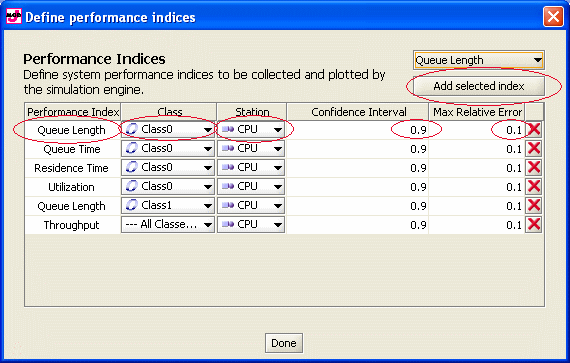 Define performance indices
Performance Indices
Define system performance indices to be collected and plotted by
the simulation engine.
Queue Length
Add selected index
Performance Index Class Station Confidence Interval Max Relative Error
Queue Length Class0 CPU 0.9 0.1
Queue Time Class0 CPU 0.9 0.1
Residence Time Class0 CPU 0.9 0.1
Utilization Class0 CPU 0.9 0.1
Queue Length Class1 CPU 0.9 0.1
Throughput --- All Classe... CPU 0.9 0.1
Done